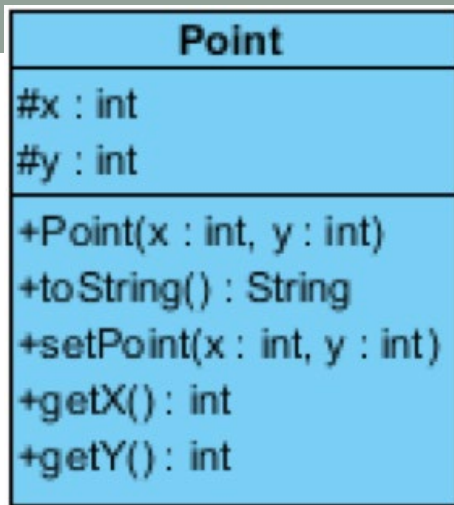 Point
#x : int
#y : int
+Point(x : int, y : int)
+toString() : String
+setPoint(x : int, y : int)
+getX() : int
+getY() : int